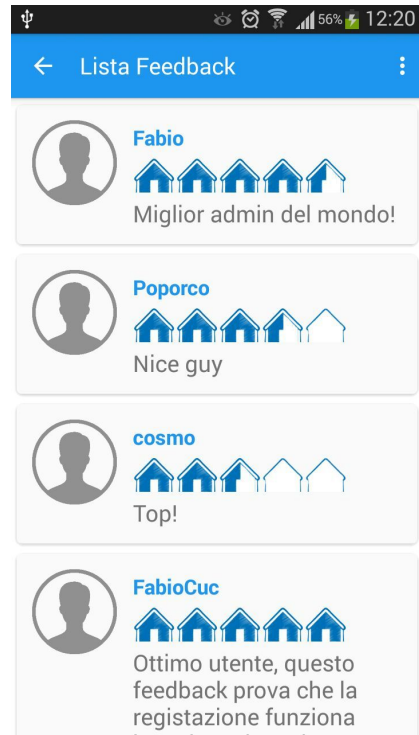 56% 12:20
Lista Feedback
Fabio
Miglior admin del mondo!
Poporco
Nice guy
cosmo
Top!
FabioCuc
Ottimo utente, questo
feedback prova che la
registazione funziona